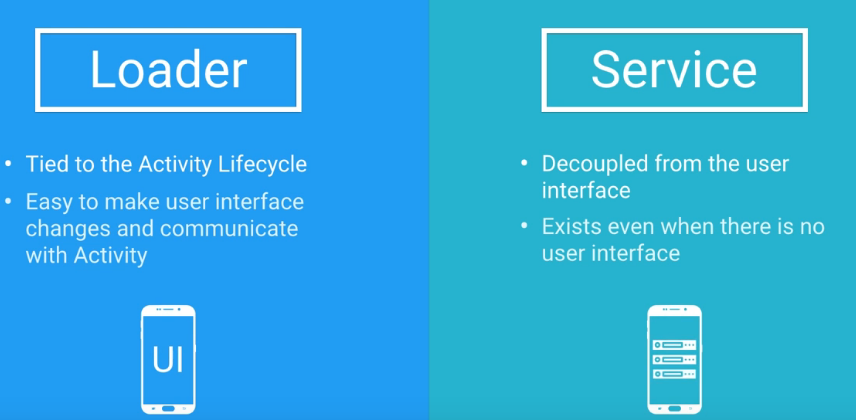 Loader
• Tied to the Activity Lifecycle
• Easy to make user interface
changes and communicate
with Activity
UI
Service
• Decoupled from the user
interface
• Exists even when there is no
user interface